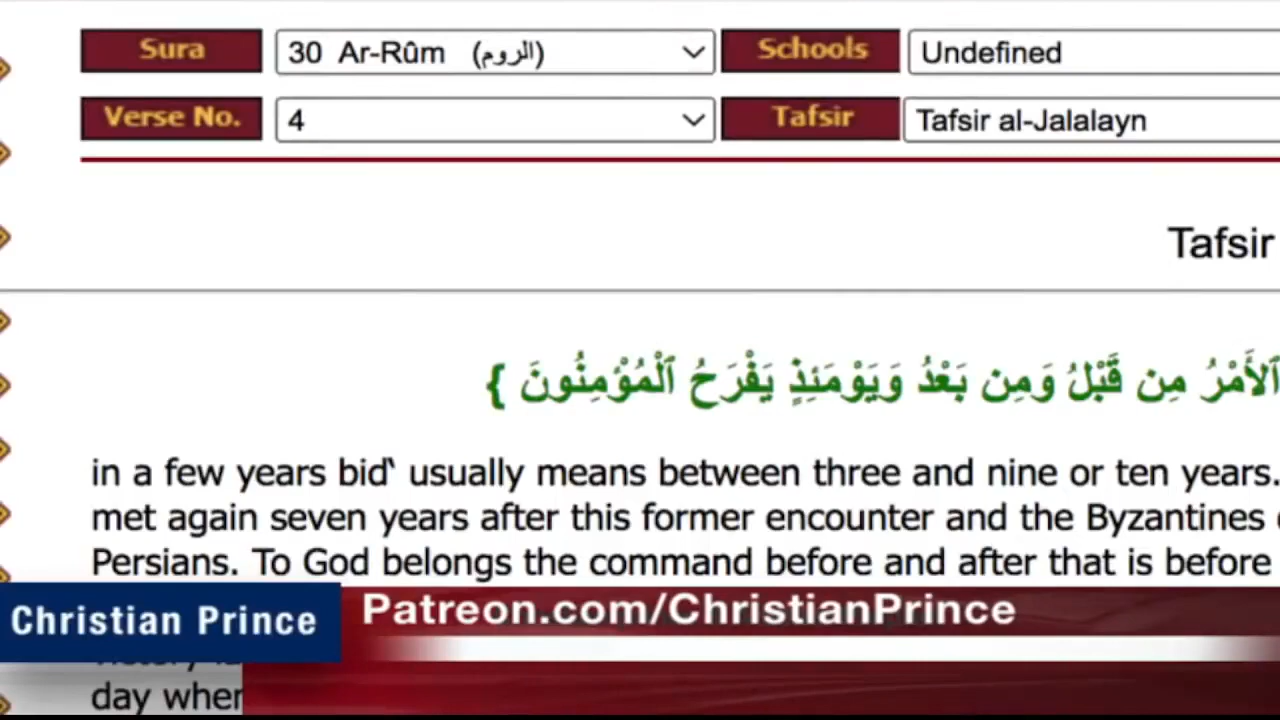 Sura 30 Ar-Rûm (الروم) Schools Undefined
Verse No. 4 Tafsir Tafsir al-Jalalayn
Tafsir
ٱلأَمْرُ مِن قَبْلُ وَمِن بَعْدُ وَيَوْمَئِذٍ يَفْرَحُ ٱلْمُؤْمِنُونَ }
in a few years bid‘ usually means between three and nine or ten years.
met again seven years after this former encounter and the Byzantines
Persians. To God belongs the command before and after that is before
Christian Prince
Patreon.com/ChristianPrince
day when